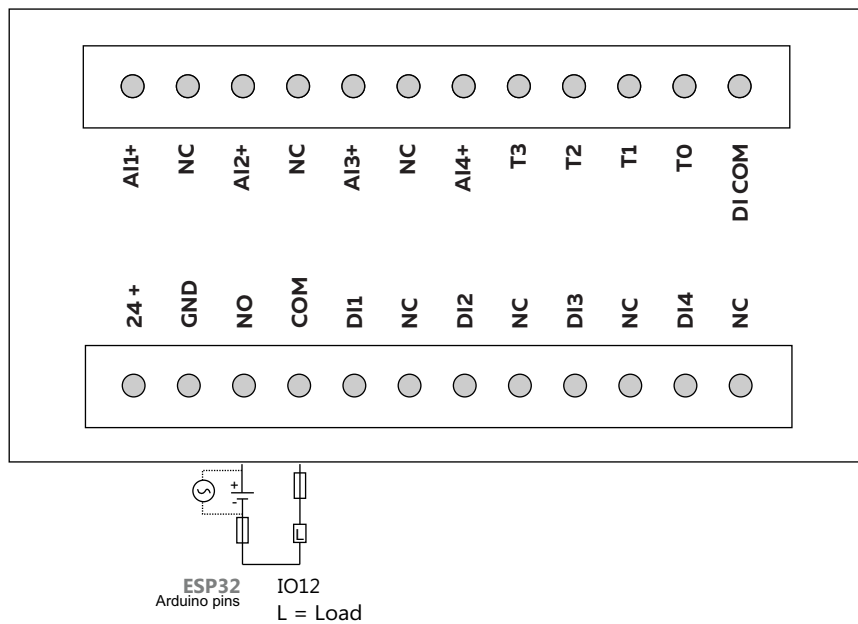 AI1+ NC AI2+ NC AI3+ NC AI4+ T3 T2 T1 T0 DI COM
24 + GND NO COM DI1 NC DI2 NC DI3 NC DI4 NC
+
-
L
ESP32 IO12
Arduino pins
L = Load